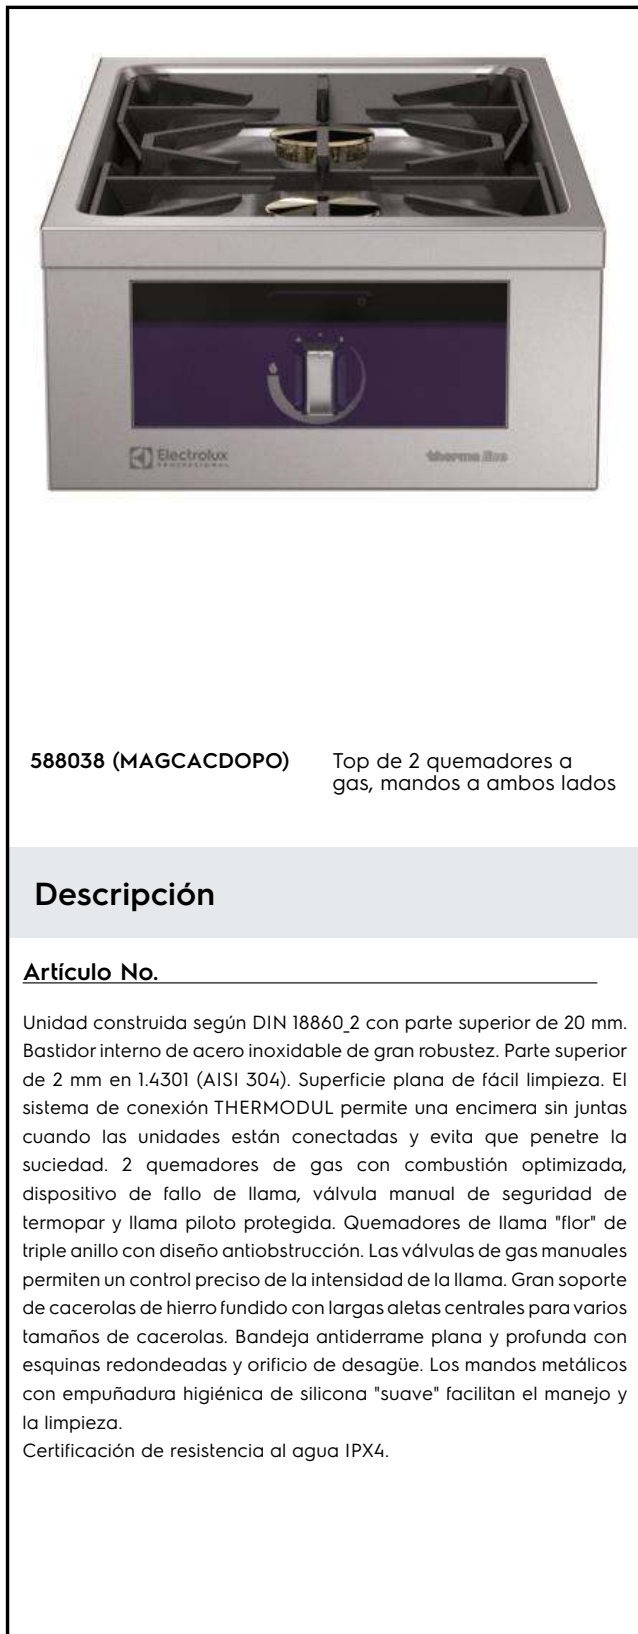 Electrolux
PROFESSIONAL
therma line
588038 (MAGCACDOPO)
Top de 2 quemadores a
gas, mandos a ambos lados
Descripción
Artículo No.
Unidad construida según DIN 18860_2 con parte superior de 20 mm.
Bastidor interno de acero inoxidable de gran robustez. Parte superior
de 2 mm en 1.4301 (AISI 304). Superficie plana de fácil limpieza. El
sistema de conexión THERMODUL permite una encimera sin juntas
cuando las unidades están conectadas y evita que penetre la
suciedad. 2 quemadores de gas con combustión optimizada,
dispositivo de fallo de llama, válvula manual de seguridad de
termopar y llama piloto protegida. Quemadores de llama "flor" de
triple anillo con diseño antiobstrucción. Las válvulas de gas manuales
permiten un control preciso de la intensidad de la llama. Gran soporte
de cacerolas de hierro fundido con largas aletas centrales para varios
tamaños de cacerolas. Bandeja antiderrame plana y profunda con
esquinas redondeadas y orificio de desagüe. Los mandos metálicos
con empuñadura higiénica de silicona "suave" facilitan el manejo y
la limpieza.
Certificación de resistencia al agua IPX4.